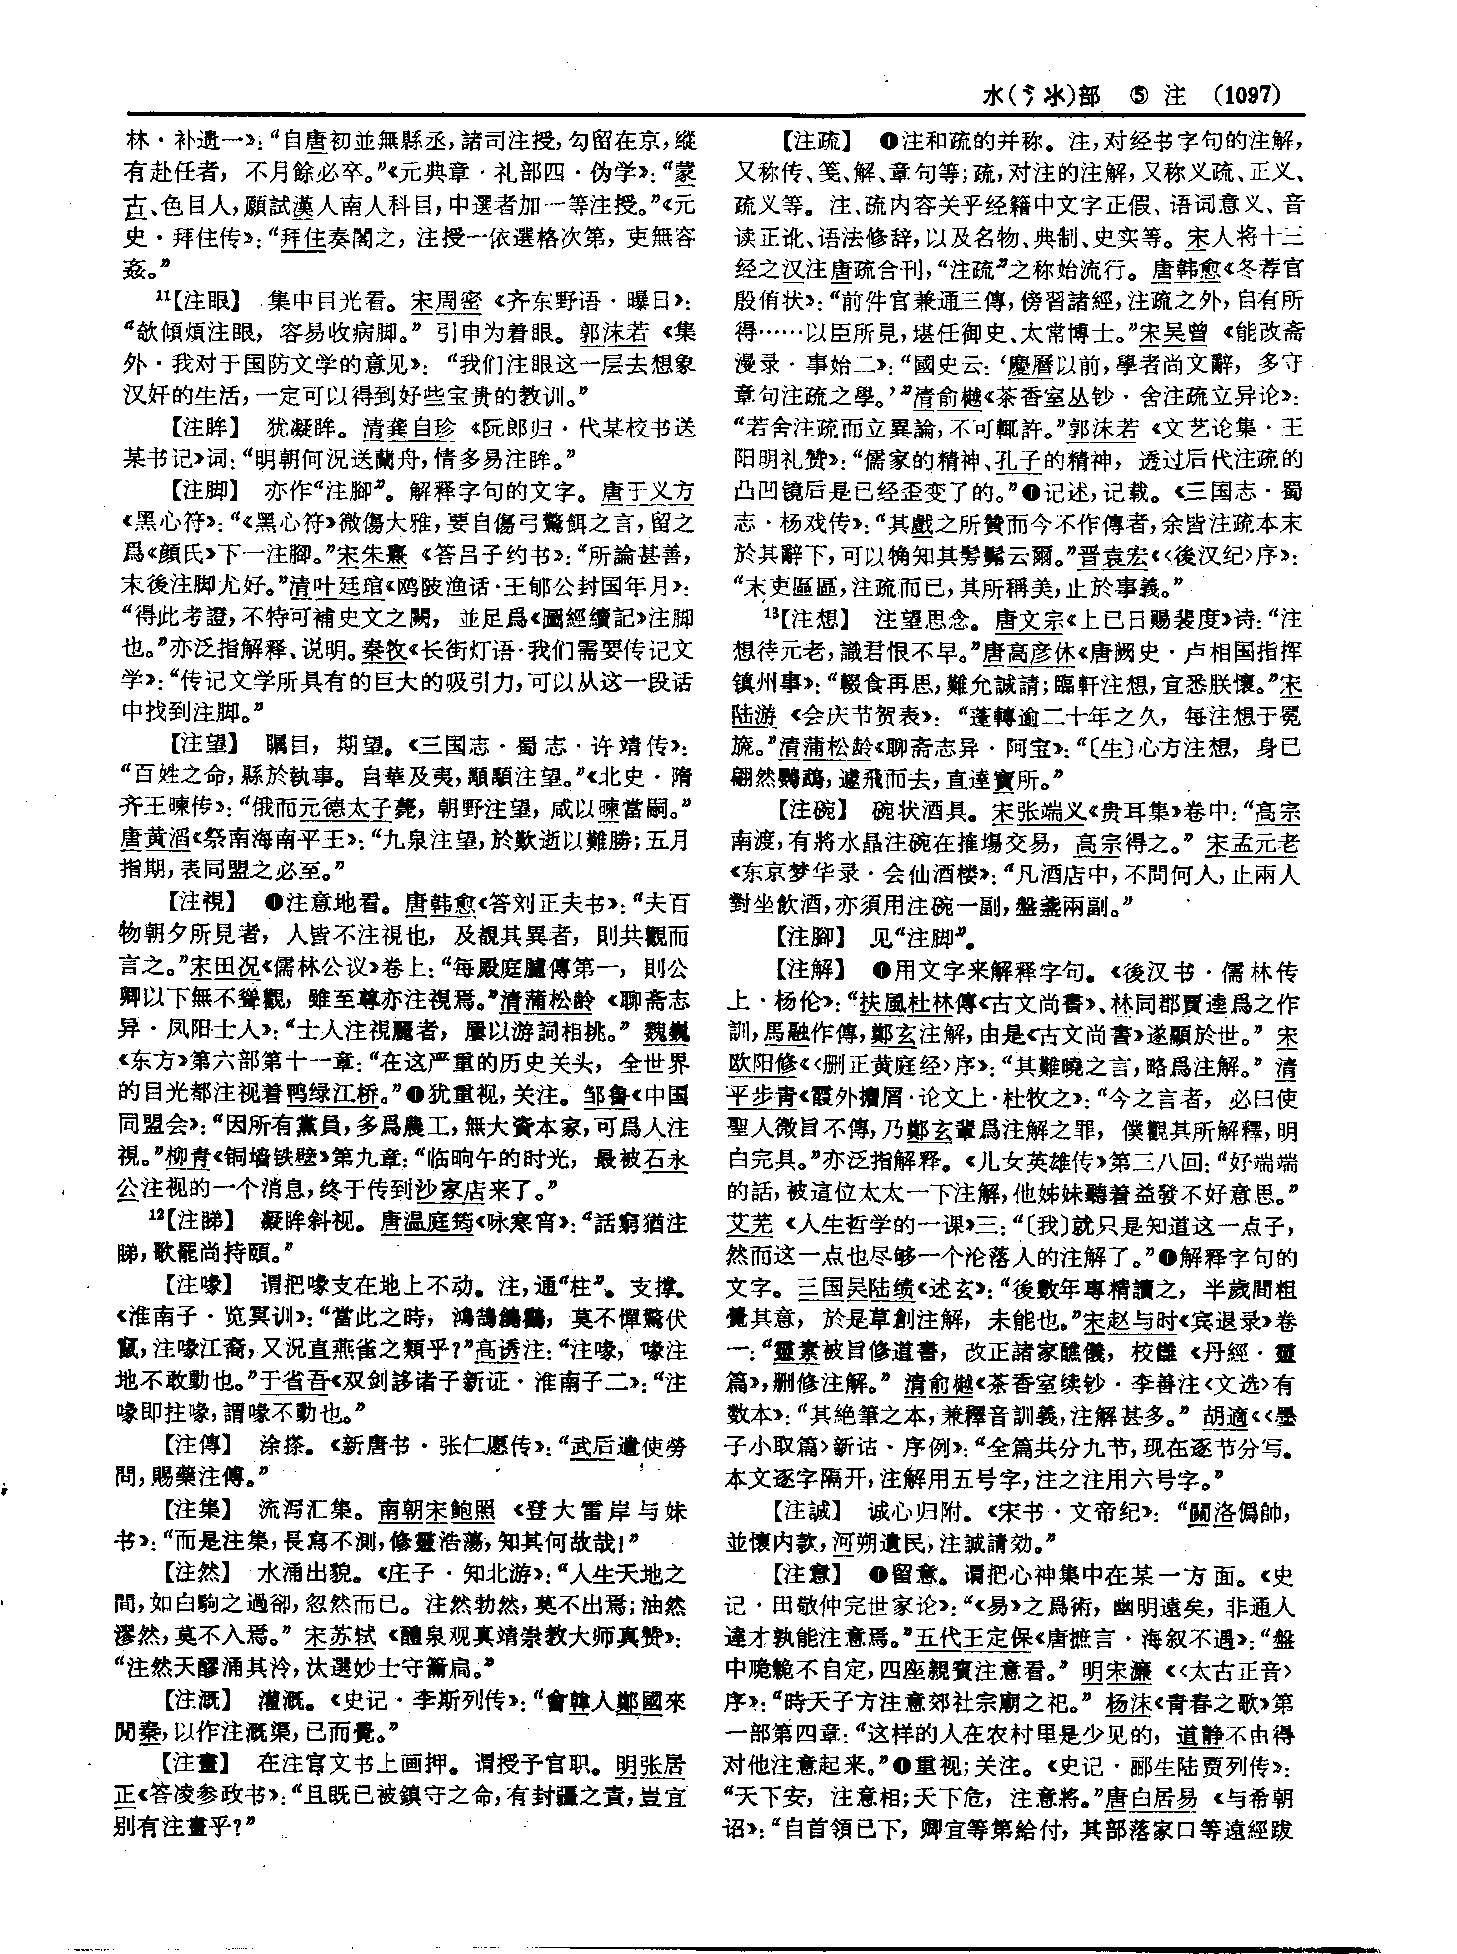 水(氵氺)部 ⑤ 注 (1097)
林·补遗一》：“自唐初並無縣丞，諸司注授，勾留在京，縱
有赴任者，不月餘必卒。”《元典章·礼部四·伪学》：“蒙
古、色目人，願試漢人南人科目，中選者加一等注授。”《元
史·拜住传》：“拜住奏閣之，注授一依選格次第，吏無容
姦。”
11【注眼】 集中目光看。宋周密《齐东野语·曝日》：
“欹傾煩注眼，容易收病脚。”引申为着眼。郭沫若《集
外·我对于国防文学的意见》：“我们注眼这一层去想象
汉奸的生活，一定可以得到好些宝贵的教训。”
【注眸】 犹凝眸。清龚自珍《阮郎归·代某校书送
某书记》词：“明朝何況送蘭舟，情多易注眸。”
【注脚】 亦作“注腳”。解释字句的文字。唐于义方
《黑心符》：“《黑心符》微傷大雅，要自傷弓驚餌之言，留之
爲《顔氏》下一注腳。”宋朱熹《答吕子约书》：“所論甚善，
末後注脚尤好。”清叶廷琯《鸥陂渔话·王郇公封国年月》：
“得此考證，不特可補史文之闕，並足爲《圖經續記》注脚
也。”亦泛指解释、说明。秦牧《长街灯语·我们需要传记文
学》：“传记文学所具有的巨大的吸引力，可以从这一段话
中找到注脚。”
【注望】 瞩目，期望。《三国志·蜀志·许靖传》：
“百姓之命，縣於執事。自華及夷，顒顒注望。”《北史·隋
齐王暕传》：“俄而元德太子薨，朝野注望，咸以暕當嗣。”
唐黄滔《祭南海南平王》：“九泉注望，於歎逝以難勝；五月
指期，表同盟之必至。”
【注視】 ❶注意地看。唐韩愈《答刘正夫书》：“夫百
物朝夕所見者，人皆不注視也，及覩其異者，則共觀而
言之。”宋田况《儒林公议》卷上：“每殿庭臚傳第一，則公
卿以下無不聳觀，雖至尊亦注視焉。”清蒲松龄《聊斋志
异·凤阳士人》：“士人注視麗者，屢以游詞相挑。”魏巍
《东方》第六部第十一章：“在这严重的历史关头，全世界
的目光都注视着鸭绿江桥。”❷犹重视，关注。邹鲁《中国
同盟会》：“因所有黨員，多爲農工，無大資本家，可爲人注
視。”柳青《铜墙铁壁》第九章：“临晌午的时光，最被石永
公注视的一个消息，终于传到沙家店来了。”
12【注睇】 凝眸斜视。唐温庭筠《咏寒宵》：“話窮猶注
睇，歌罷尚持頤。”
【注喙】 谓把喙支在地上不动。注，通“柱”。支撑。
《淮南子·览冥训》：“當此之時，鴻鵠鶬鸖，莫不憚驚伏
竄，注喙江裔，又況直燕雀之類乎？”高诱注：“注喙，喙注
地不敢動也。”于省吾《双剑誃诸子新证·淮南子二》：“注
喙即拄喙，謂喙不動也。”
【注傅】 涂搽。《新唐书·张仁愿传》：“武后遣使勞
問，賜藥注傅。”
【注集】 流泻汇集。南朝宋鲍照《登大雷岸与妹
书》：“而是注集，長寫不測，修靈浩蕩，知其何故哉！”
【注然】 水涌出貌。《庄子·知北游》：“人生天地之
間，如白駒之過卻，忽然而已。注然勃然，莫不出焉；油然
漻然，莫不入焉。”宋苏轼《醴泉观真靖崇教大师真赞》：
“注然天醪涌其泠，汰選妙士守籥扃。”
【注溉】 灌溉。《史记·李斯列传》：“會韓人鄭國來
間秦，以作注溉渠，已而覺。”
【注畫】 在注官文书上画押。谓授予官职。明张居
正《答凌参政书》：“且既已被鎮守之命，有封疆之責，豈宜
别有注畫乎？”
【注疏】 ❶注和疏的并称。注，对经书字句的注解，
又称传、笺、解、章句等；疏，对注的注解，又称义疏、正义、
疏义等。注、疏内容关乎经籍中文字正假、语词意义、音
读正讹、语法修辞，以及名物、典制、史实等。宋人将十三
经之汉注唐疏合刊，“注疏”之称始流行。唐韩愈《冬荐官
殷侑状》：“前件官兼通三傳，傍習諸經，注疏之外，自有所
得……以臣所見，堪任御史、太常博士。”宋吴曾《能改斋
漫录·事始二》：“國史云：‘慶曆以前，學者尚文辭，多守
章句注疏之學。’”清俞樾《茶香室丛钞·舍注疏立异论》：
“若舍注疏而立異論，不可輒許。”郭沫若《文艺论集·王
阳明礼赞》：“儒家的精神、孔子的精神，透过后代注疏的
凸凹镜后是已经歪变了的。”❷记述，记载。《三国志·蜀
志·杨戏传》：“其戲之所贊而今不作傳者，余皆注疏本末
於其辭下，可以觕知其髣髴云爾。”晋袁宏《〈後汉纪〉序》：
“末吏區區，注疏而已，其所稱美，止於事義。”
13【注想】 注望思念。唐文宗《上巳日赐裴度》诗：“注
想待元老，識君恨不早。”唐高彦休《唐阙史·卢相国指挥
镇州事》：“輟食再思，難允誠請；臨軒注想，宜悉朕懷。”宋
陆游《会庆节贺表》：“蓬轉逾二十年之久，每注想于冕
旒。”清蒲松龄《聊斋志异·阿宝》：“〔生〕心方注想，身已
翩然鸚鵡，遽飛而去，直達寶所。”
【注碗】 碗状酒具。宋张端义《贵耳集》卷中：“高宗
南渡，有將水晶注碗在榷場交易，高宗得之。”宋孟元老
《东京梦华录·会仙酒楼》：“凡酒店中，不問何人，止兩人
對坐飲酒，亦須用注碗一副，盤盞兩副。”
【注腳】 见“注脚”。
【注解】 ❶用文字来解释字句。《後汉书·儒林传
上·杨伦》：“扶風杜林傳《古文尚書》、林同郡賈逵爲之作
訓，馬融作傳，鄭玄注解，由是《古文尚書》遂顯於世。”宋
欧阳修《〈删正黄庭经〉序》：“其難曉之言，略爲注解。”清
平步青《霞外攟屑·论文上·杜牧之》：“今之言者，必曰使
聖人微旨不傳，乃鄭玄輩爲注解之罪，僕觀其所解釋，明
白完具。”亦泛指解释。《儿女英雄传》第三八回：“好端端
的話，被這位太太一下注解，他姊妹聽着益發不好意思。”
艾芜《人生哲学的一课》三：“〔我〕就只是知道这一点子，
然而这一点也尽够一个沦落人的注解了。”❷解释字句的
文字。三国吴陆绩《述玄》：“後數年專精讀之，半歲間粗
覺其意，於是草創注解，未能也。”宋赵与时《宾退录》卷
一：“靈素被旨修道書，改正諸家醮儀，校讎《丹經·靈
篇》，删修注解。”清俞樾《茶香室续钞·李善注〈文选〉有
数本》：“其絶筆之本，兼釋音訓義，注解甚多。”胡適《〈墨
子小取篇〉新诂·序例》：“全篇共分九节，现在逐节分写。
本文逐字隔开，注解用五号字，注之注用六号字。”
【注誠】 诚心归附。《宋书·文帝纪》：“關洛僞帥，
並懷内款，河朔遺民，注誠請効。”
【注意】 ❶留意。谓把心神集中在某一方面。《史
记·田敬仲完世家论》：“《易》之爲術，幽明遠矣，非通人
達才孰能注意焉。”五代王定保《唐摭言·海叙不遇》：“盤
中脆䡾不自定，四座親賓注意看。”明宋濂《〈太古正音〉
序》：“時天子方注意郊社宗廟之祀。”杨沫《青春之歌》第
一部第四章：“这样的人在农村里是少见的，道静不由得
对他注意起来。”❷重视；关注。《史记·郦生陆贾列传》：
“天下安，注意相；天下危，注意將。”唐白居易《与希朝
诏》：“自首領已下，卿宜等第給付，其部落家口等遠經跋